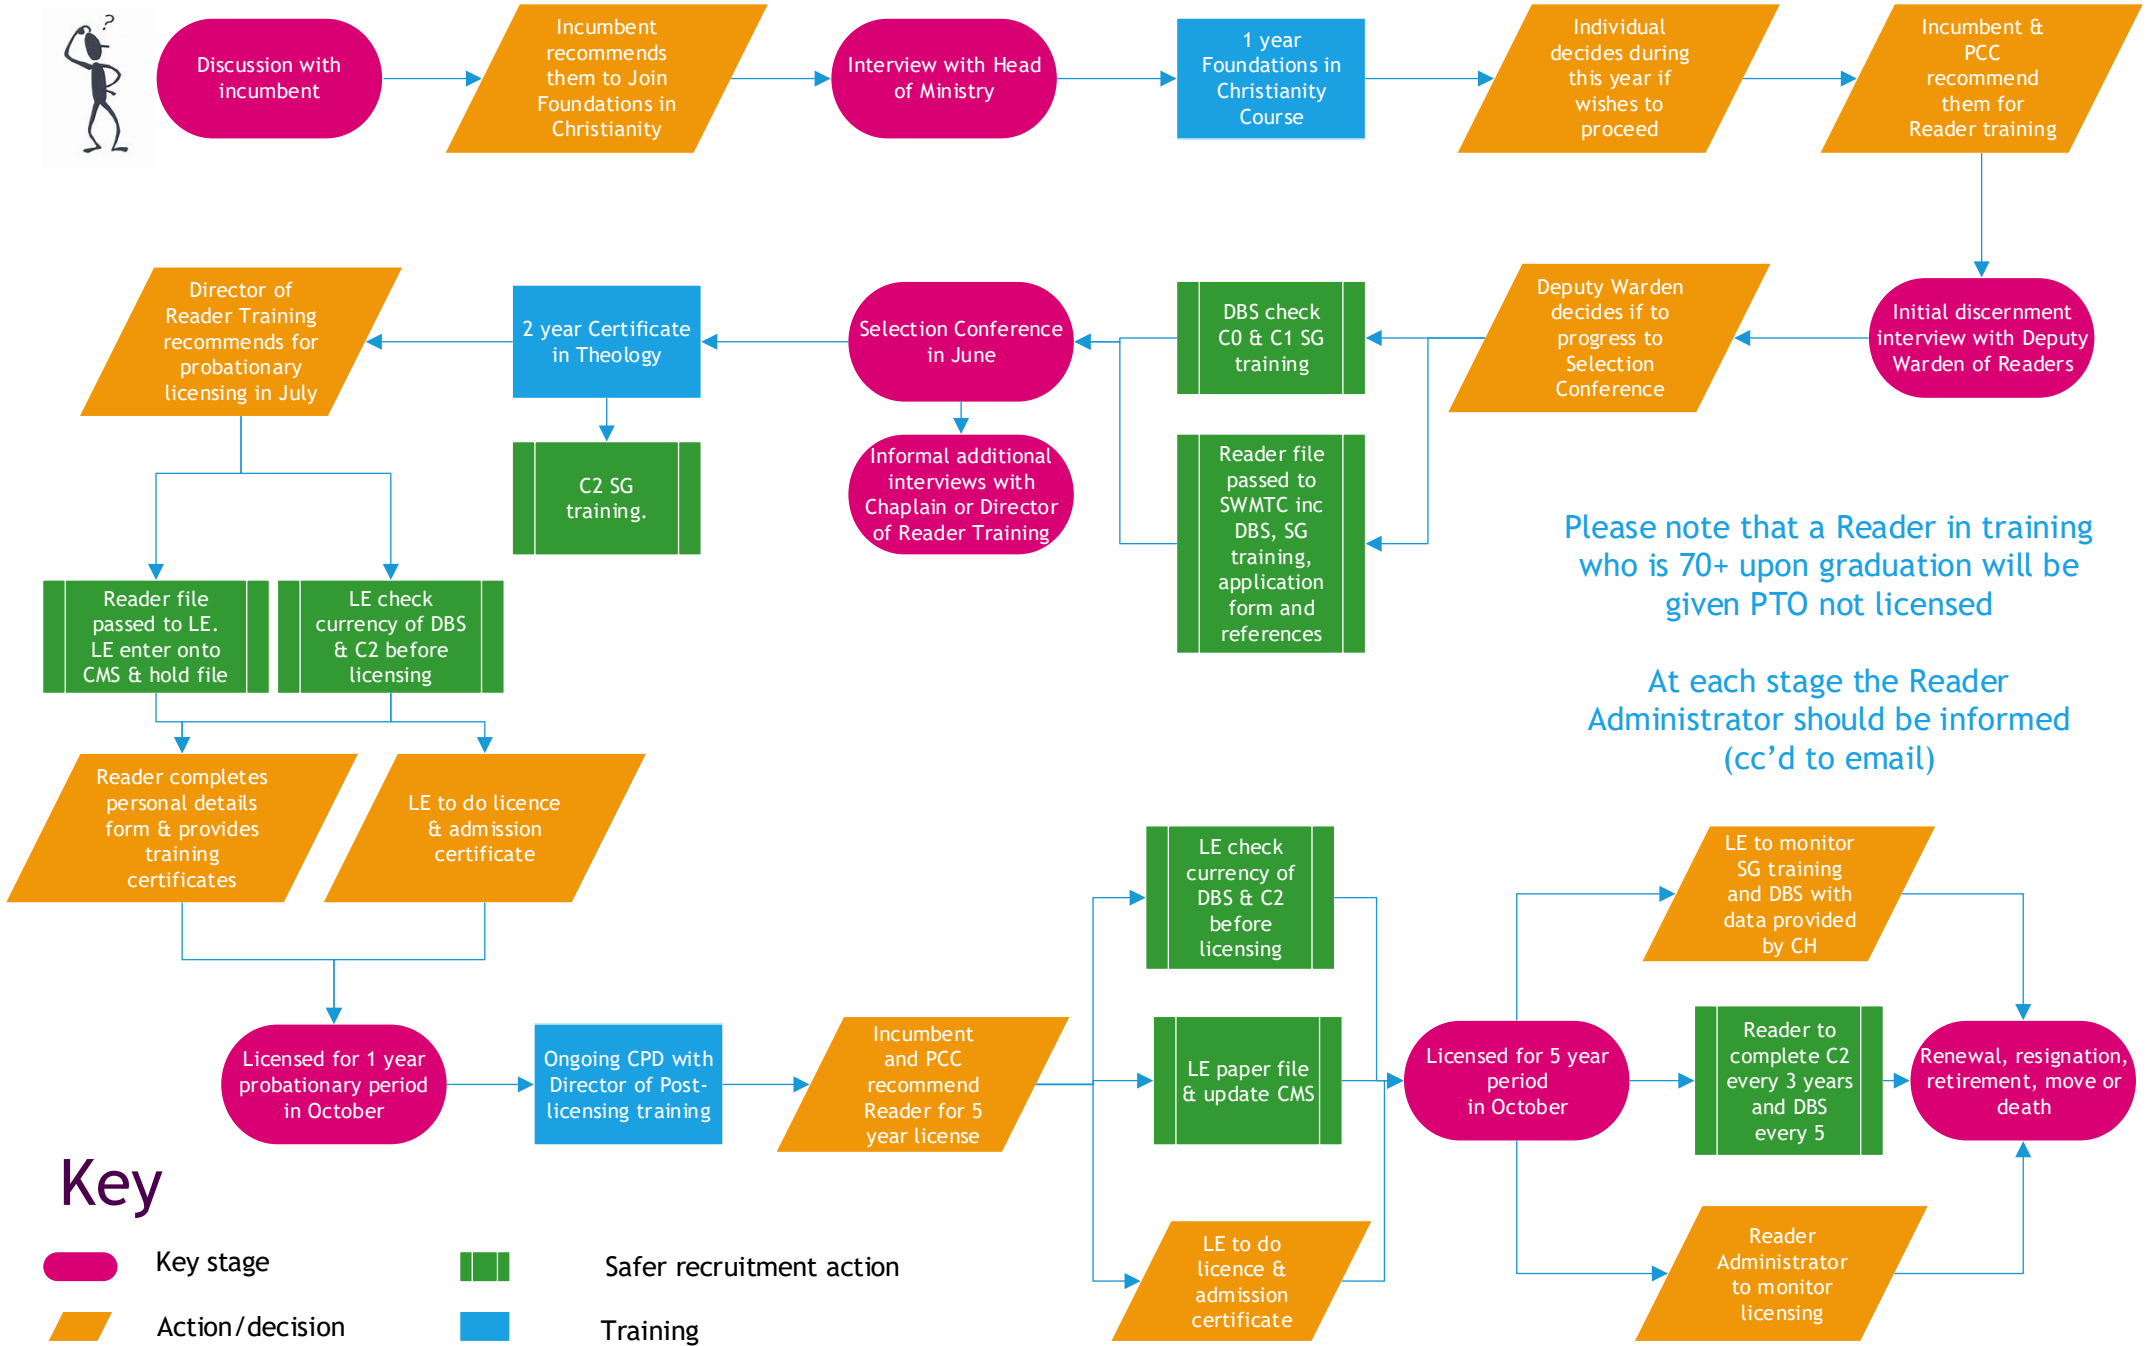 ?
Discussion with
incumbent
Incumbent
recommends
them to Join
Foundations in
Christianity
Interview with Head
of Ministry
1 year
Foundations in
Christianity
Course
Individual
decides during
this year if
wishes to
proceed
Incumbent &
PCC
recommend
them for
Reader training
Initial discernment
interview with Deputy
Warden of Readers
Deputy Warden
decides if to
progress to
Selection
Conference
DBS check
C0 & C1 SG
training
Reader file
passed to
SWMTC inc
DBS, SG
training,
application
form and
references
Selection Conference
in June
Informal additional
interviews with
Chaplain or Director
of Reader Training
2 year Certificate
in Theology
C2 SG
training.
Director of
Reader Training
recommends for
probationary
licensing in July
Reader file
passed to LE.
LE enter onto
CMS & hold file
LE check
currency of DBS
& C2 before
licensing
Please note that a Reader in training
who is 70+ upon graduation will be
given PTO not licensed
At each stage the Reader
Administrator should be informed
(cc’d to email)
Reader completes
personal details
form & provides
training
certificates
LE to do licence
& admission
certificate
Licensed for 1 year
probationary period
in October
Ongoing CPD with
Director of Post-
licensing training
Incumbent
and PCC
recommend
Reader for 5
year license
LE check
currency of
DBS & C2
before
licensing
LE paper file
& update CMS
LE to do
licence &
admission
certificate
Licensed for 5 year
period
in October
LE to monitor
SG training
and DBS with
data provided
by CH
Reader to
complete C2
every 3 years
and DBS
every 5
Reader
Administrator
to monitor
licensing
Renewal, resignation,
retirement, move or
death
Key
Key stage
Safer recruitment action
Action/decision
Training